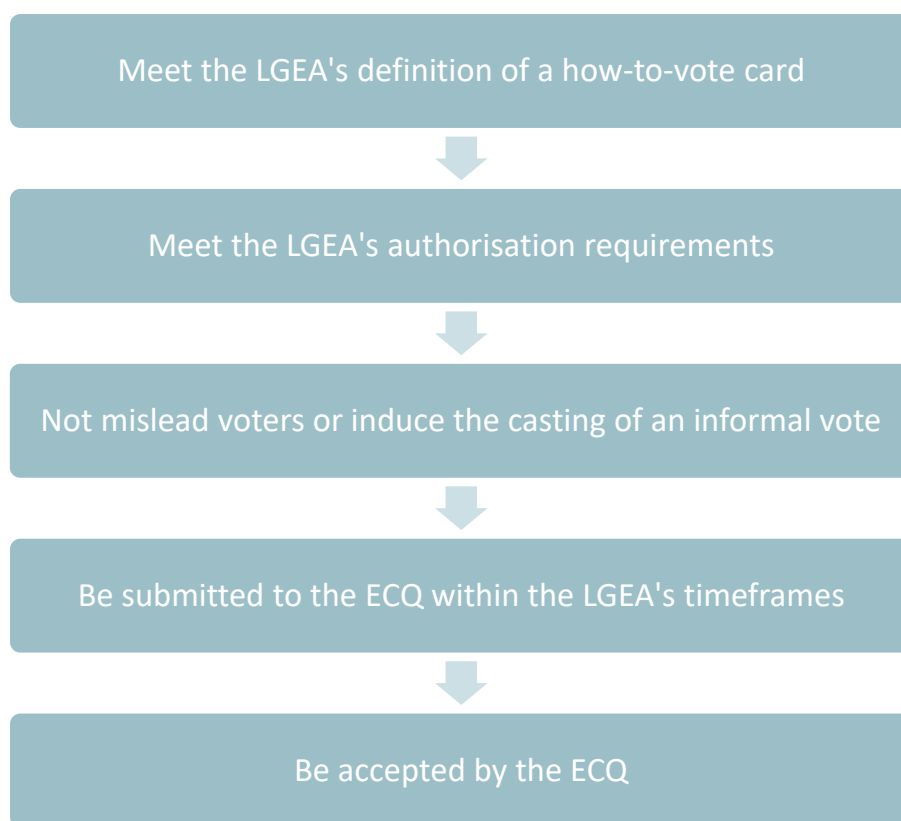 Meet the LGEA's definition of a how-to-vote card
Meet the LGEA's authorisation requirements
Not mislead voters or induce the casting of an informal vote
Be submitted to the ECQ within the LGEA's timeframes
Be accepted by the ECQ